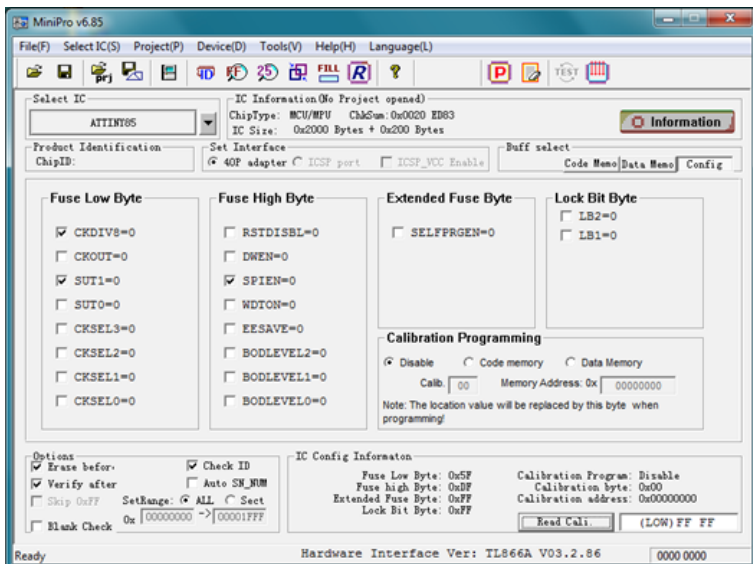 MiniPro v6.85
File(F) Select IC(S) Project(P) Device(D) Tools(V) Help(H) Language(L)
Select IC
ATTINY85
IC Information(No Project opened)
ChipType: MCU/MPU ChkSum:0x0020 ED83
IC Size: 0x2000 Bytes + 0x200 Bytes
Information
Product Identification
ChipID:
Set Interface
40P adapter ICSP port ICSP_VCC Enable
Buff select
Code Memo Data Memo Config
Fuse Low Byte
CKDIV8=0
CKOUT=0
SUT1=0
SUT0=0
CKSEL3=0
CKSEL2=0
CKSEL1=0
CKSEL0=0
Fuse High Byte
RSTDISBL=0
DWEN=0
SPIEN=0
WDTON=0
EESAVE=0
BODLEVEL2=0
BODLEVEL1=0
BODLEVEL0=0
Extended Fuse Byte
SELFPRGEN=0
Lock Bit Byte
LB2=0
LB1=0
Calibration Programming
Disable Code memory Data Memory
Calib. 00 Memory Address: 0x 00000000
Note: The location value will be replaced by this byte when
programming!
Options
Erase befor. Check ID
Verify after Auto SN_NUM
Skip 0xFF SetRange: ALL Sect
Blank Check 0x 00000000 -> 00001FFF
IC Config Informaton
Fuse Low Byte: 0x5F
Fuse high Byte: 0xDF
Extended Fuse Byte: 0xFF
Lock Bit Byte: 0xFF
Calibration Program: Disable
Calibration byte: 0x00
Calibration address: 0x00000000
Read Cali. (LOW)FF FF
Ready Hardware Interface Ver: TL866A V03.2.86 0000 0000